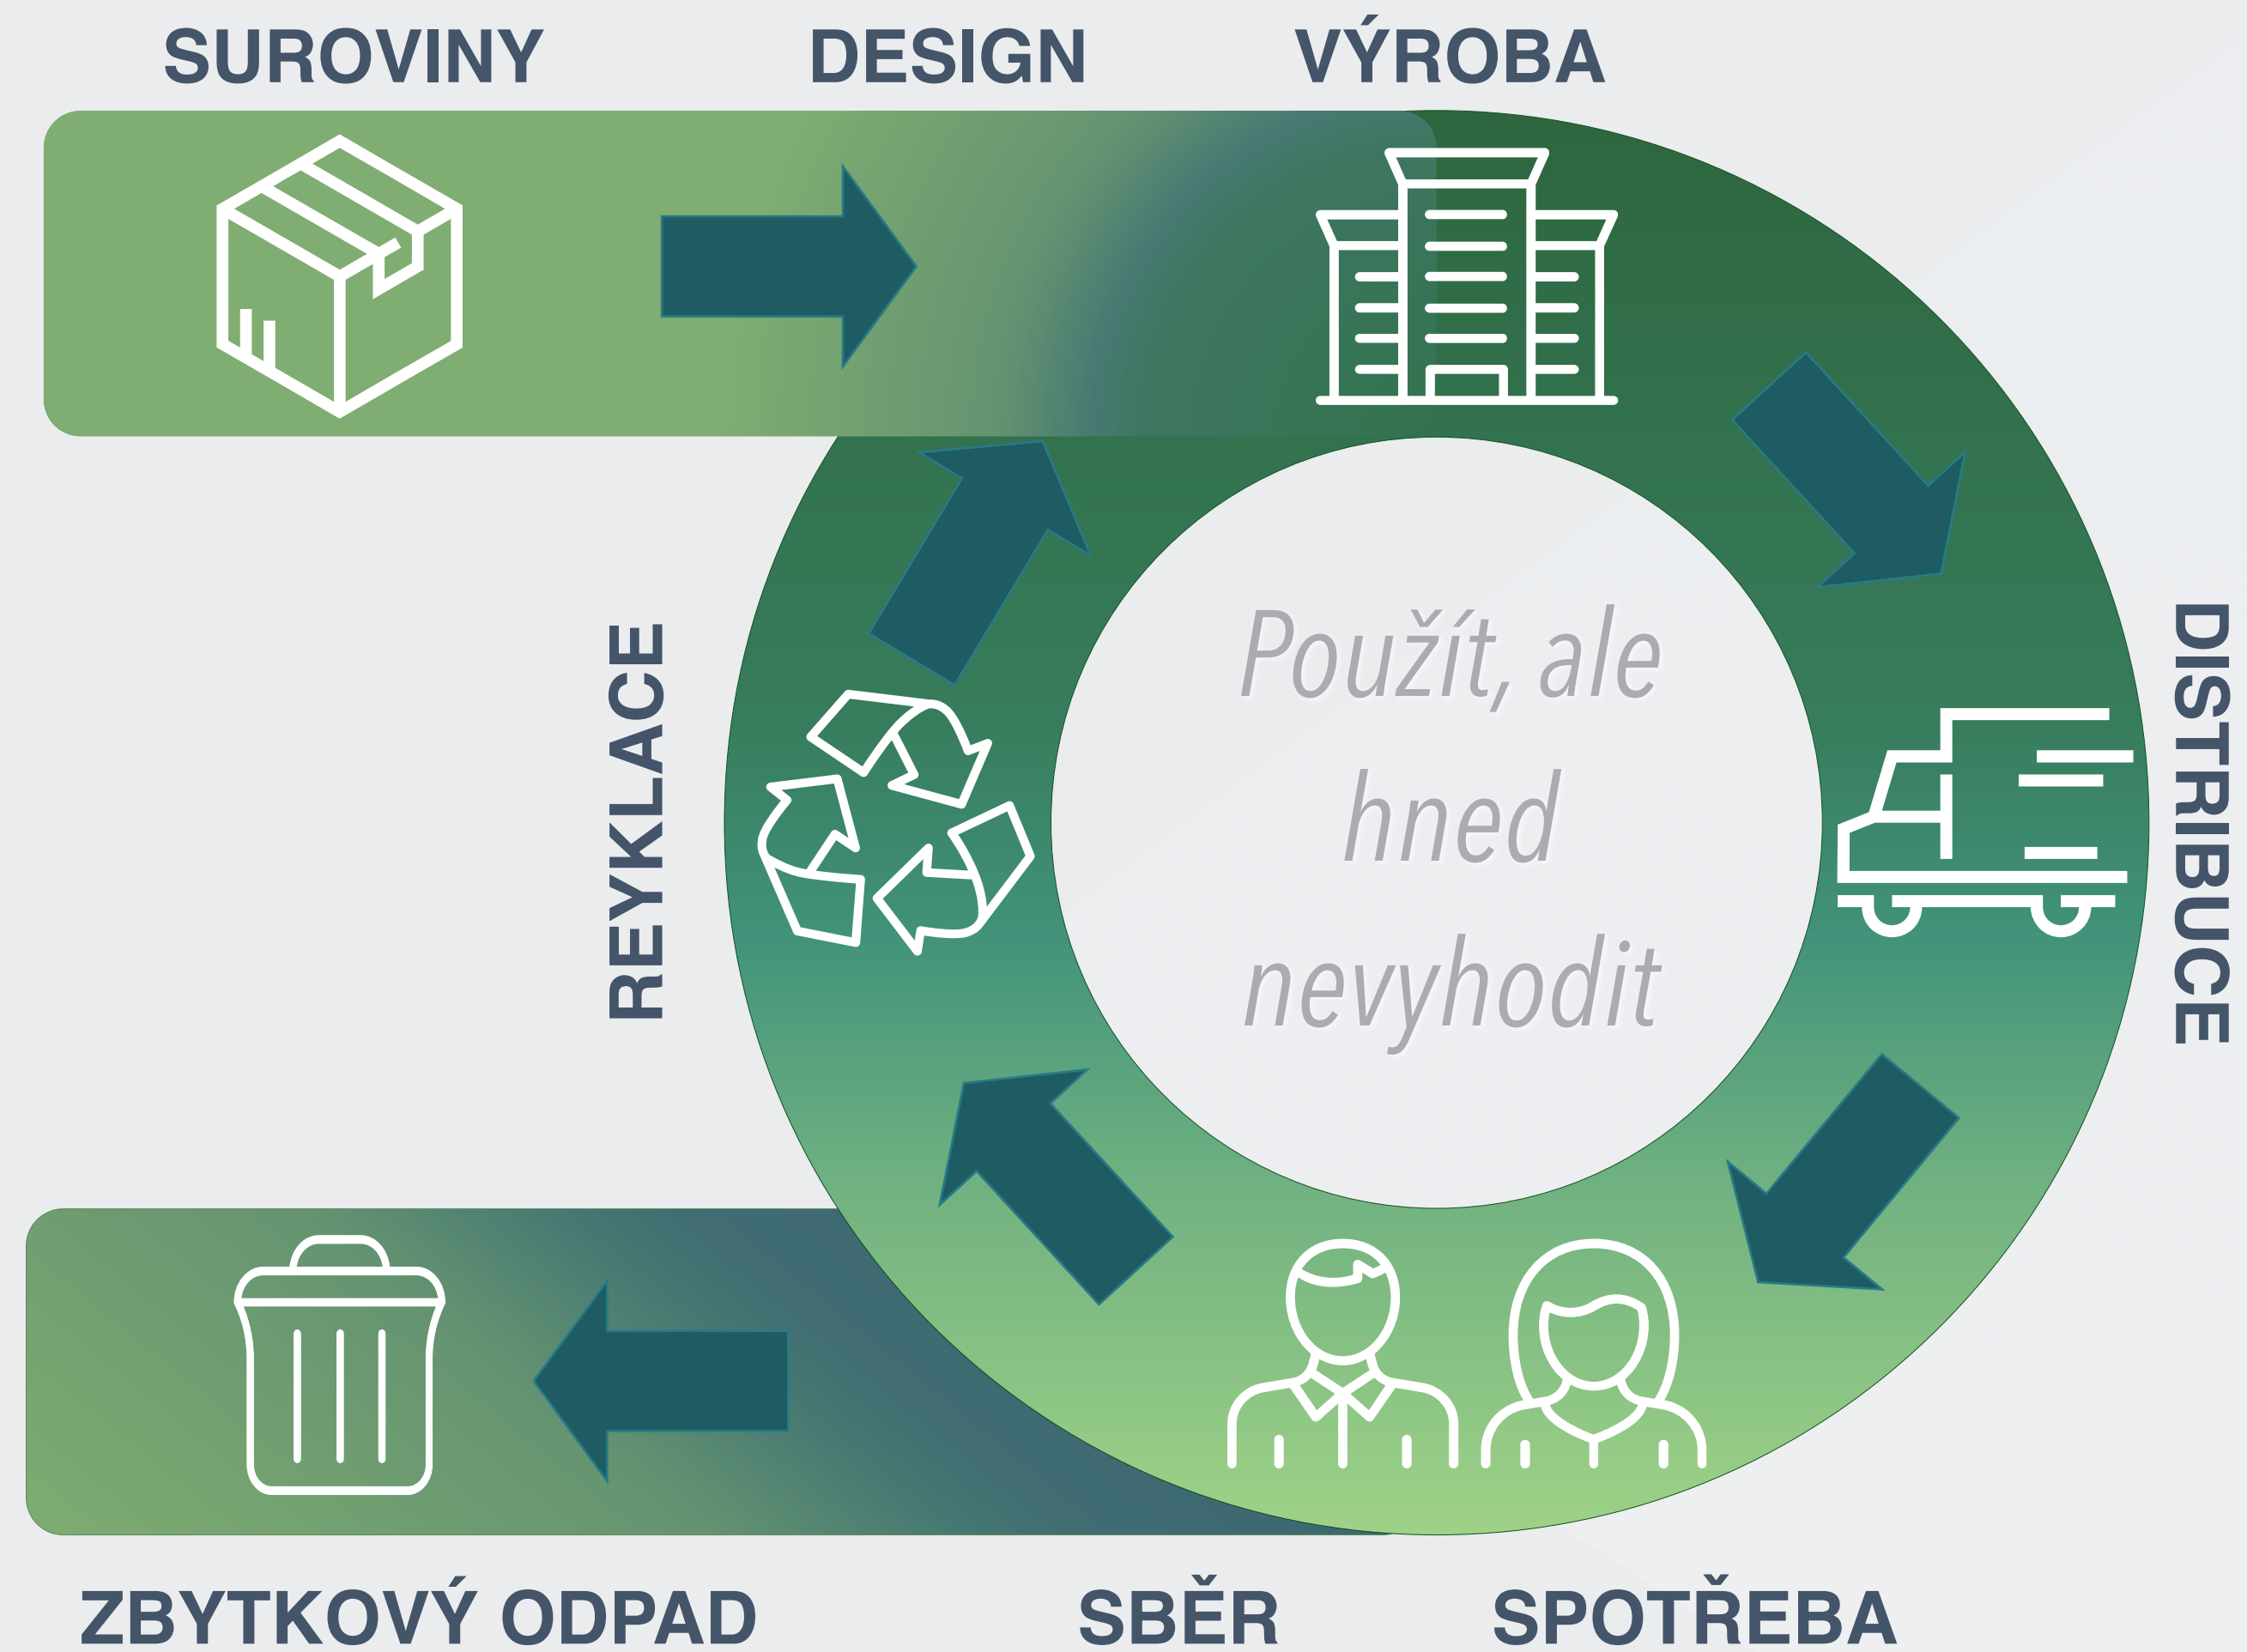 SUROVINY
DESIGN
VÝROBA
REYKLACE
Použít, ale
hned
nevyhodit
DISTRIBUCE
ZBYTKOVÝ ODPAD
SBĚR
SPOTŘEBA